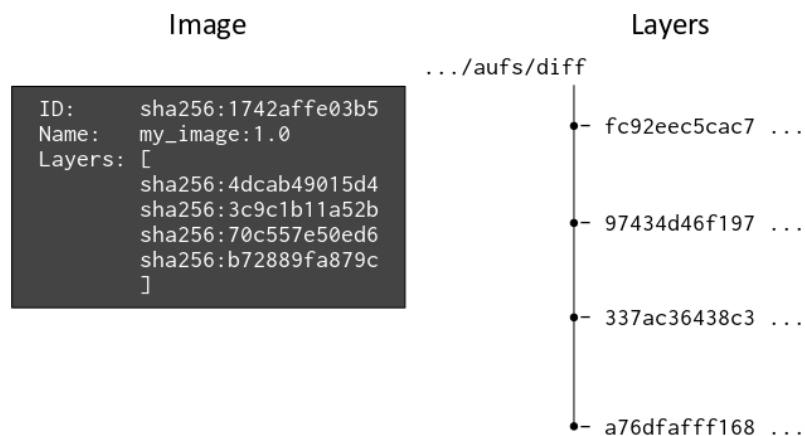 Image
ID: sha256:1742affe03b5
Name: my_image:1.0
Layers: [
sha256:4dcab49015d4
sha256:3c9c1b11a52b
sha256:70c557e50ed6
sha256:b72889fa879c
]
Layers
.../aufs/diff
fc92eec5cac7 ...
97434d46f197 ...
337ac36438c3 ...
a76dfafff168 ...